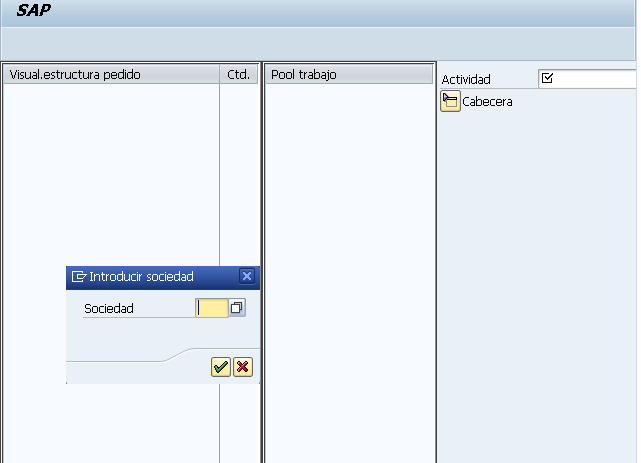 SAP
Visual.estructura pedido Ctd. Pool trabajo
Actividad
Cabecera
Introducir sociedad
Sociedad